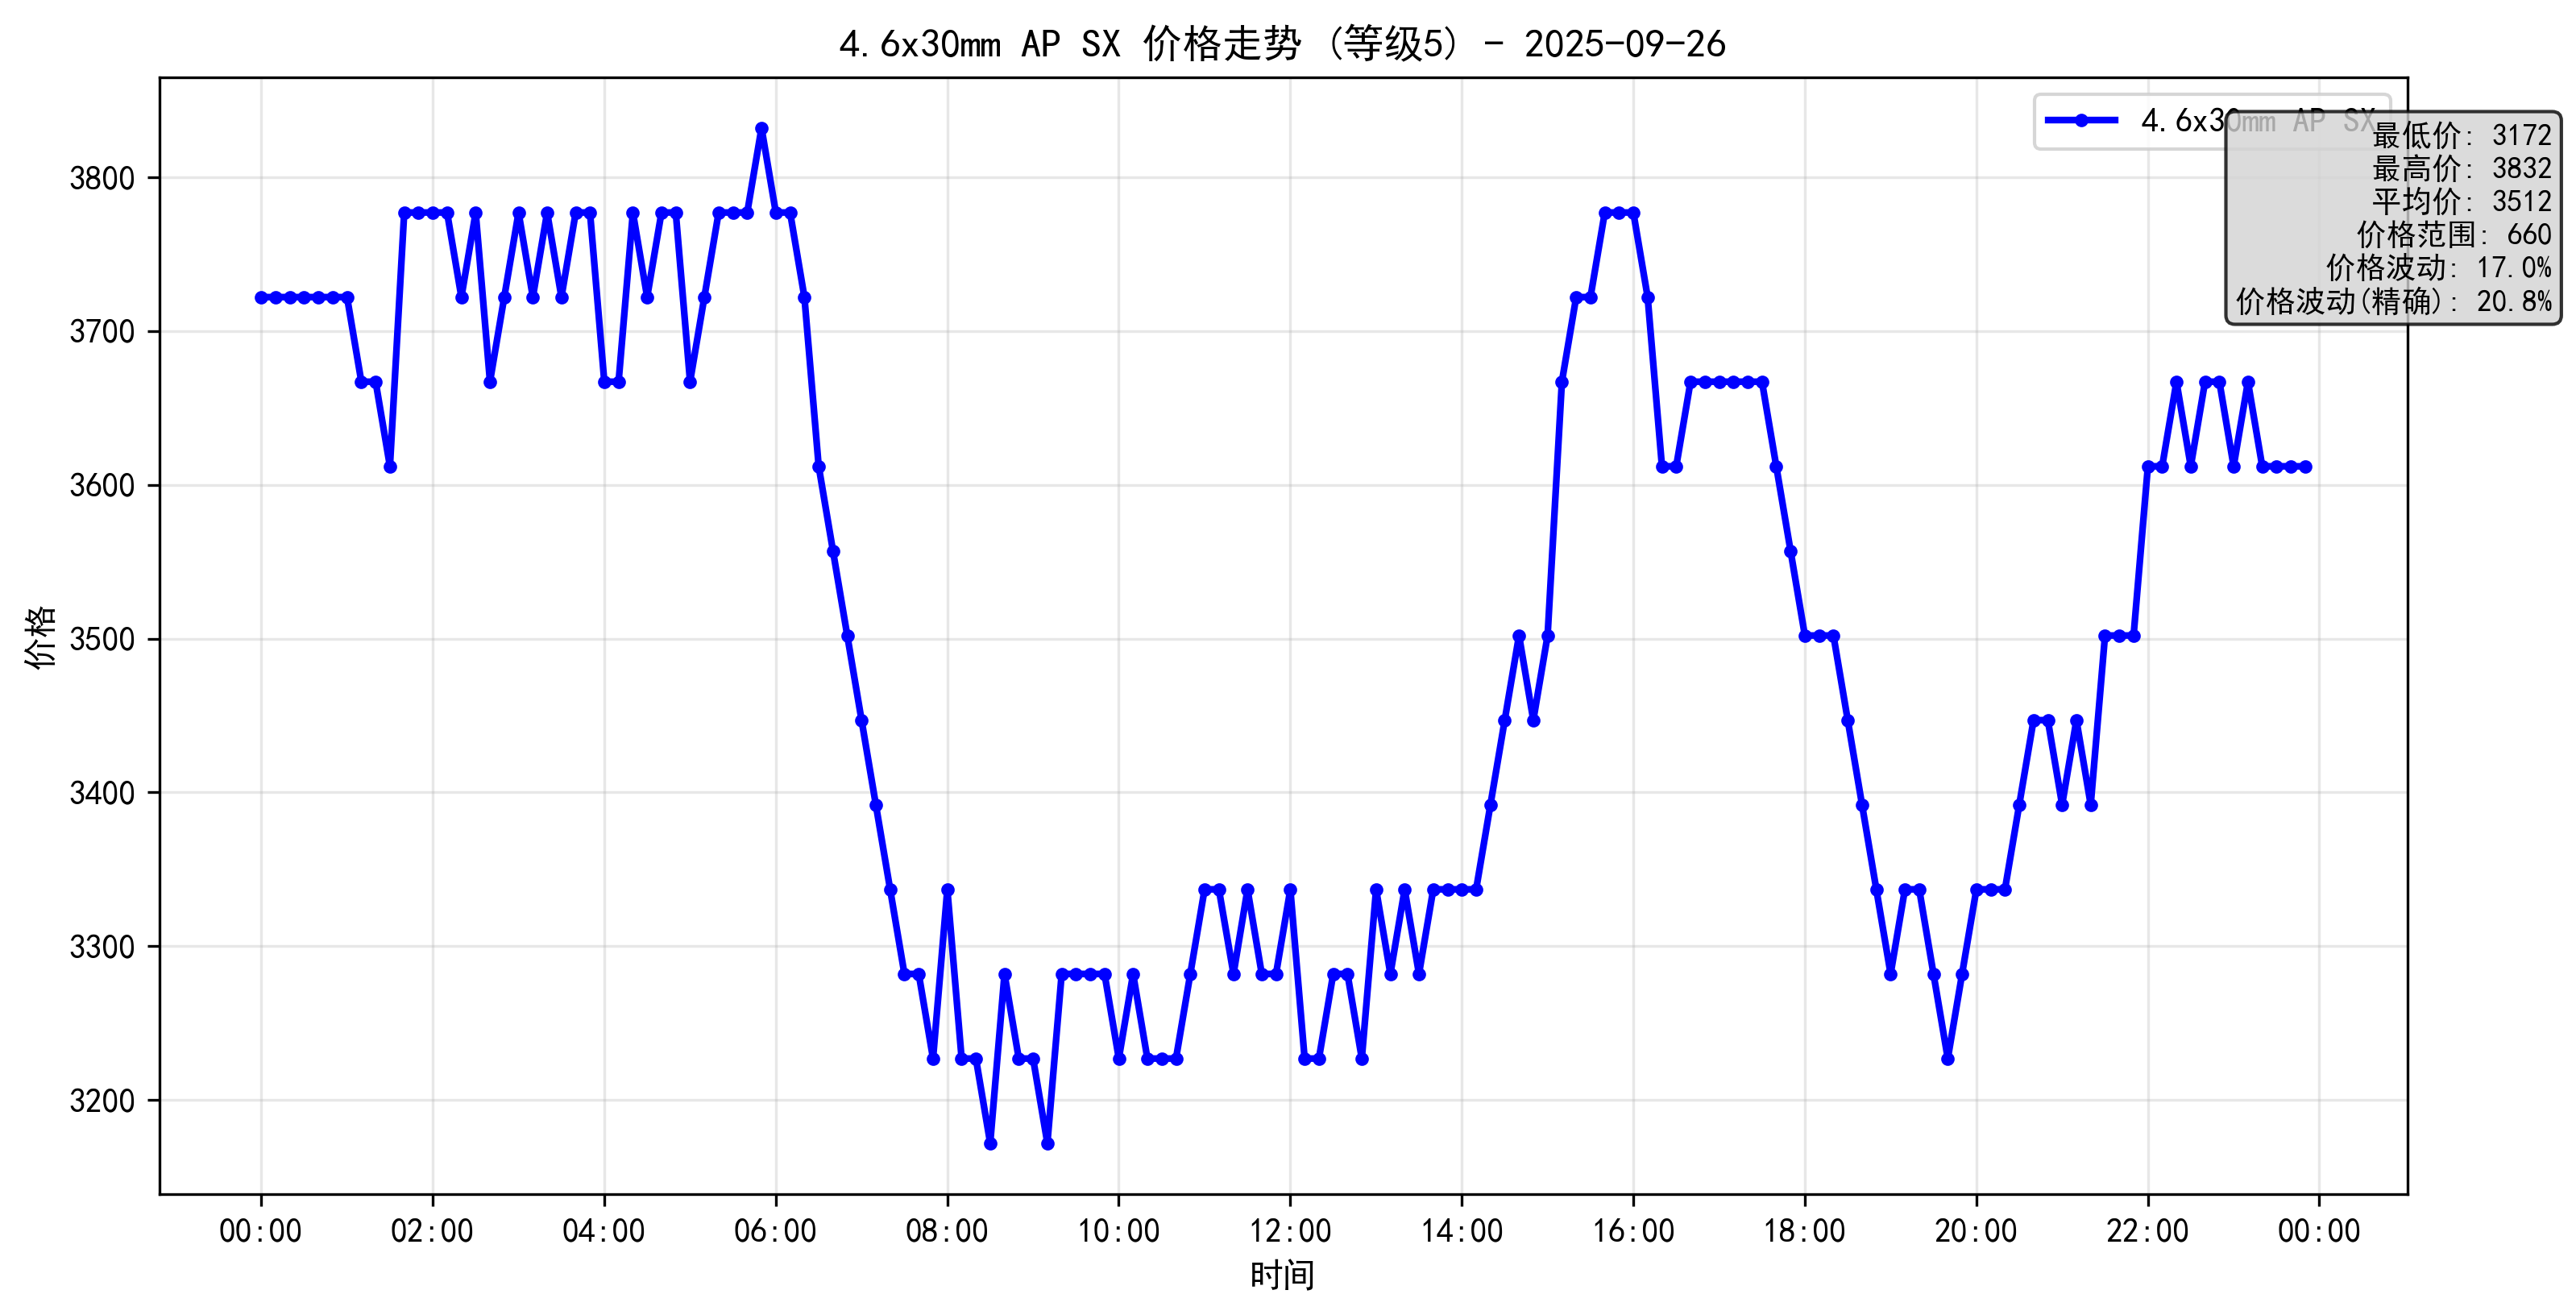 4.6x30mm AP SX 价格走势 (等级5) - 2025-09-26
4.6x30mm AP SX
最低价: 3172
最高价: 3832
平均价: 3512
价格范围: 660
价格波动: 17.0%
价格波动(精确): 20.8%
价格
3800
3700
3600
3500
3400
3300
3200
00:00 02:00 04:00 06:00 08:00 10:00 12:00 14:00 16:00 18:00 20:00 22:00 00:00
时间